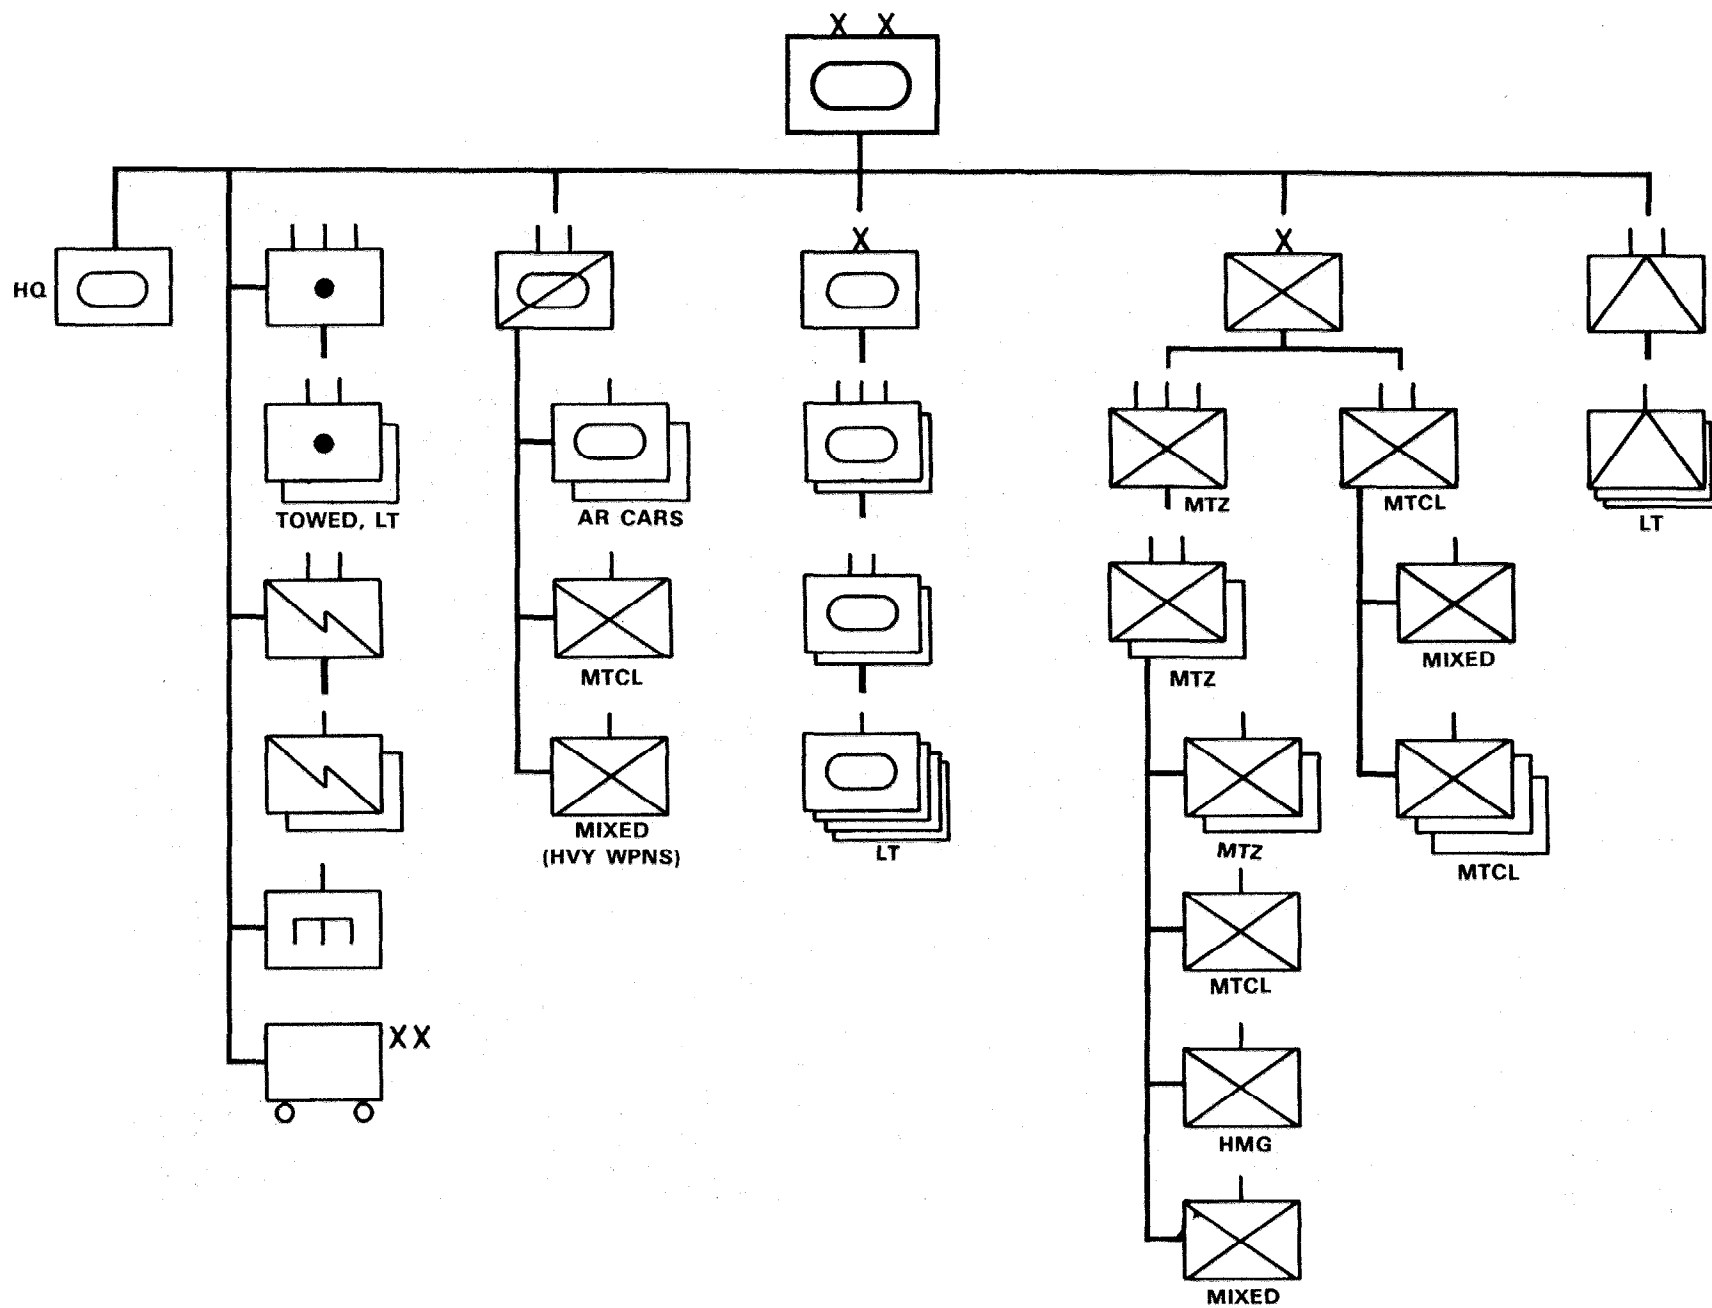 X X
HQ
X
X
TOWED, LT
AR CARS
MTZ
MTCL
LT
MTCL
MTZ
MIXED
MIXED
(HVY WPNS)
LT
MTZ
MTCL
MTCL
XX
HMG
MIXED